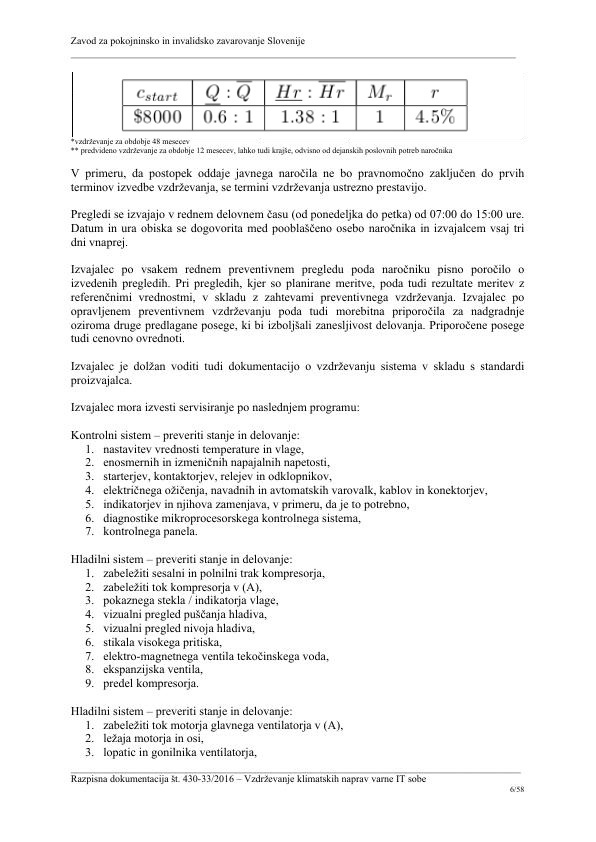 Zavod za pokojninsko in invalidsko zavarovanje Slovenije
c_start Q : Q̅ Hr : H̅r̅ M_r r
$8000 0.6 : 1 1.38 : 1 1 4.5%
*vzdrževanje za obdobje 48 mesecev
** predvideno vzdrževanje za obdobje 12 mesecev, lahko tudi krajše, odvisno od dejanskih poslovnih potreb naročnika
V primeru, da postopek oddaje javnega naročila ne bo pravnomočno zaključen do prvih
terminov izvedbe vzdrževanja, se termini vzdrževanja ustrezno prestavijo.
Pregledi se izvajajo v rednem delovnem času (od ponedeljka do petka) od 07:00 do 15:00 ure.
Datum in ura obiska se dogovorita med pooblaščeno osebo naročnika in izvajalcem vsaj tri
dni vnaprej.
Izvajalec po vsakem rednem preventivnem pregledu poda naročniku pisno poročilo o
izvedenih pregledih. Pri pregledih, kjer so planirane meritve, poda tudi rezultate meritev z
referenčnimi vrednostmi, v skladu z zahtevami preventivnega vzdrževanja. Izvajalec po
opravljenem preventivnem vzdrževanju poda tudi morebitna priporočila za nadgradnje
oziroma druge predlagane posege, ki bi izboljšali zanesljivost delovanja. Priporočene posege
tudi cenovno ovrednoti.
Izvajalec je dolžan voditi tudi dokumentacijo o vzdrževanju sistema v skladu s standardi
proizvajalca.
Izvajalec mora izvesti servisiranje po naslednjem programu:
Kontrolni sistem – preveriti stanje in delovanje:
1. nastavitev vrednosti temperature in vlage,
2. enosmernih in izmeničnih napajalnih napetosti,
3. starterjev, kontaktorjev, relejev in odklopnikov,
4. električnega ožičenja, navadnih in avtomatskih varovalk, kablov in konektorjev,
5. indikatorjev in njihova zamenjava, v primeru, da je to potrebno,
6. diagnostike mikroprocesorskega kontrolnega sistema,
7. kontrolnega panela.
Hladilni sistem – preveriti stanje in delovanje:
1. zabeležiti sesalni in polnilni trak kompresorja,
2. zabeležiti tok kompresorja v (A),
3. pokaznega stekla / indikatorja vlage,
4. vizualni pregled puščanja hladiva,
5. vizualni pregled nivoja hladiva,
6. stikala visokega pritiska,
7. elektro-magnetnega ventila tekočinskega voda,
8. ekspanzijska ventila,
9. predel kompresorja.
Hladilni sistem – preveriti stanje in delovanje:
1. zabeležiti tok motorja glavnega ventilatorja v (A),
2. ležaja motorja in osi,
3. lopatic in gonilnika ventilatorja,
Razpisna dokumentacija št. 430-33/2016 – Vzdrževanje klimatskih naprav varne IT sobe
6/58